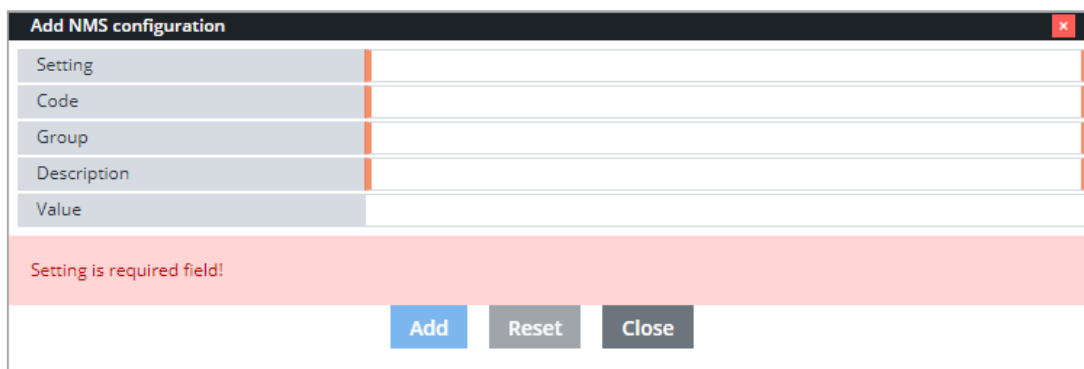 Add NMS configuration
Setting
Code
Group
Description
Value
Setting is required field!
Add Reset Close